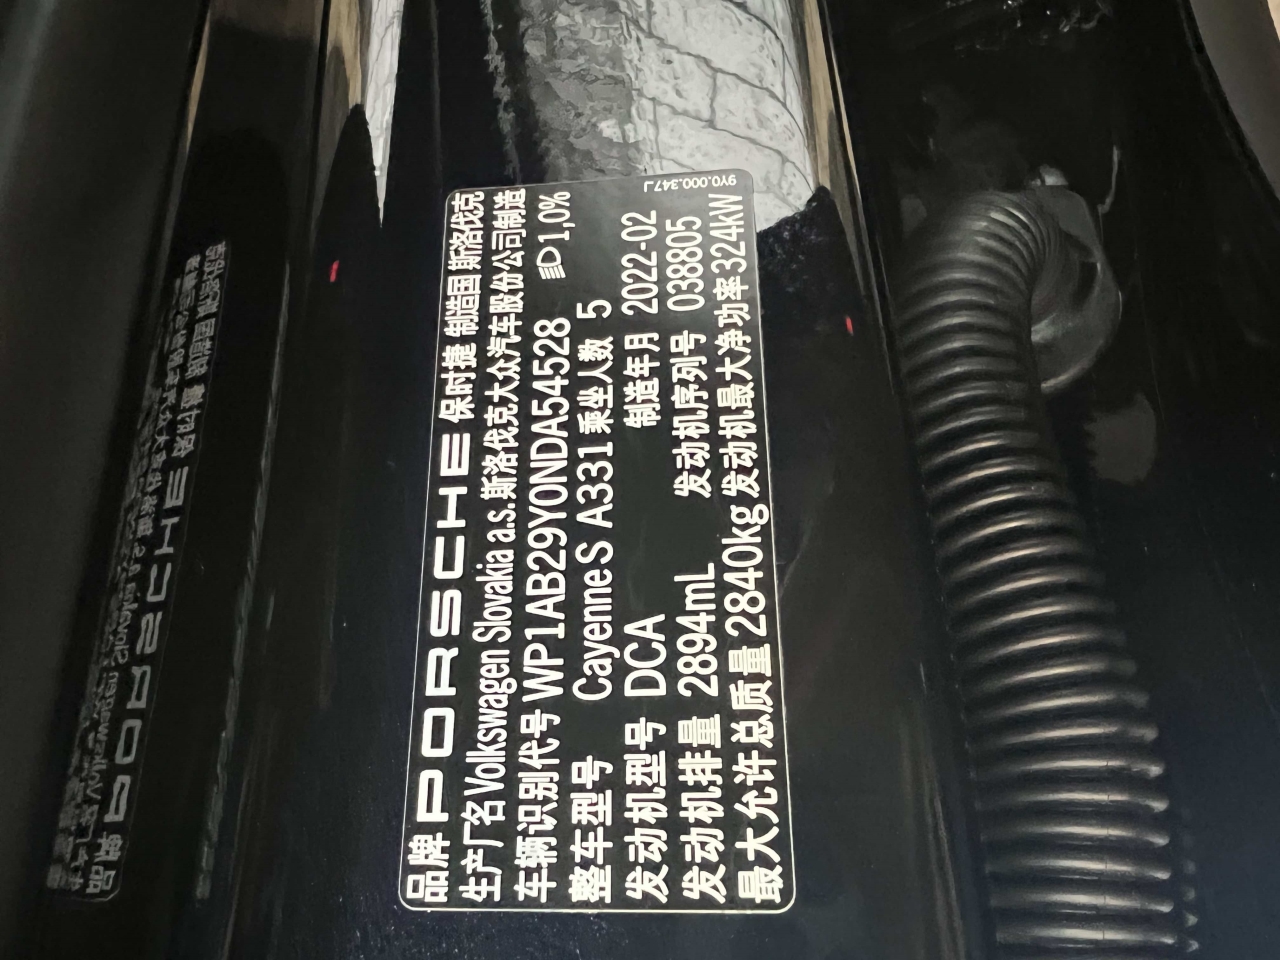 品牌 PORSCHE 保时捷 制造国 斯洛伐克
生产厂名 Volkswagen Slovakia a.s. 斯洛伐克大众汽车股份公司制造
车辆识别代号 WP1AB29Y0NDA54528 1,0%
整车型号 CayenneS A331 乘坐人数 5
发动机型号 DCA 制造年月 2022-02
发动机排量 2894mL 发动机序列号 038805
最大允许总质量 2840kg 发动机最大净功率 324kW
9Y0.000.347.J